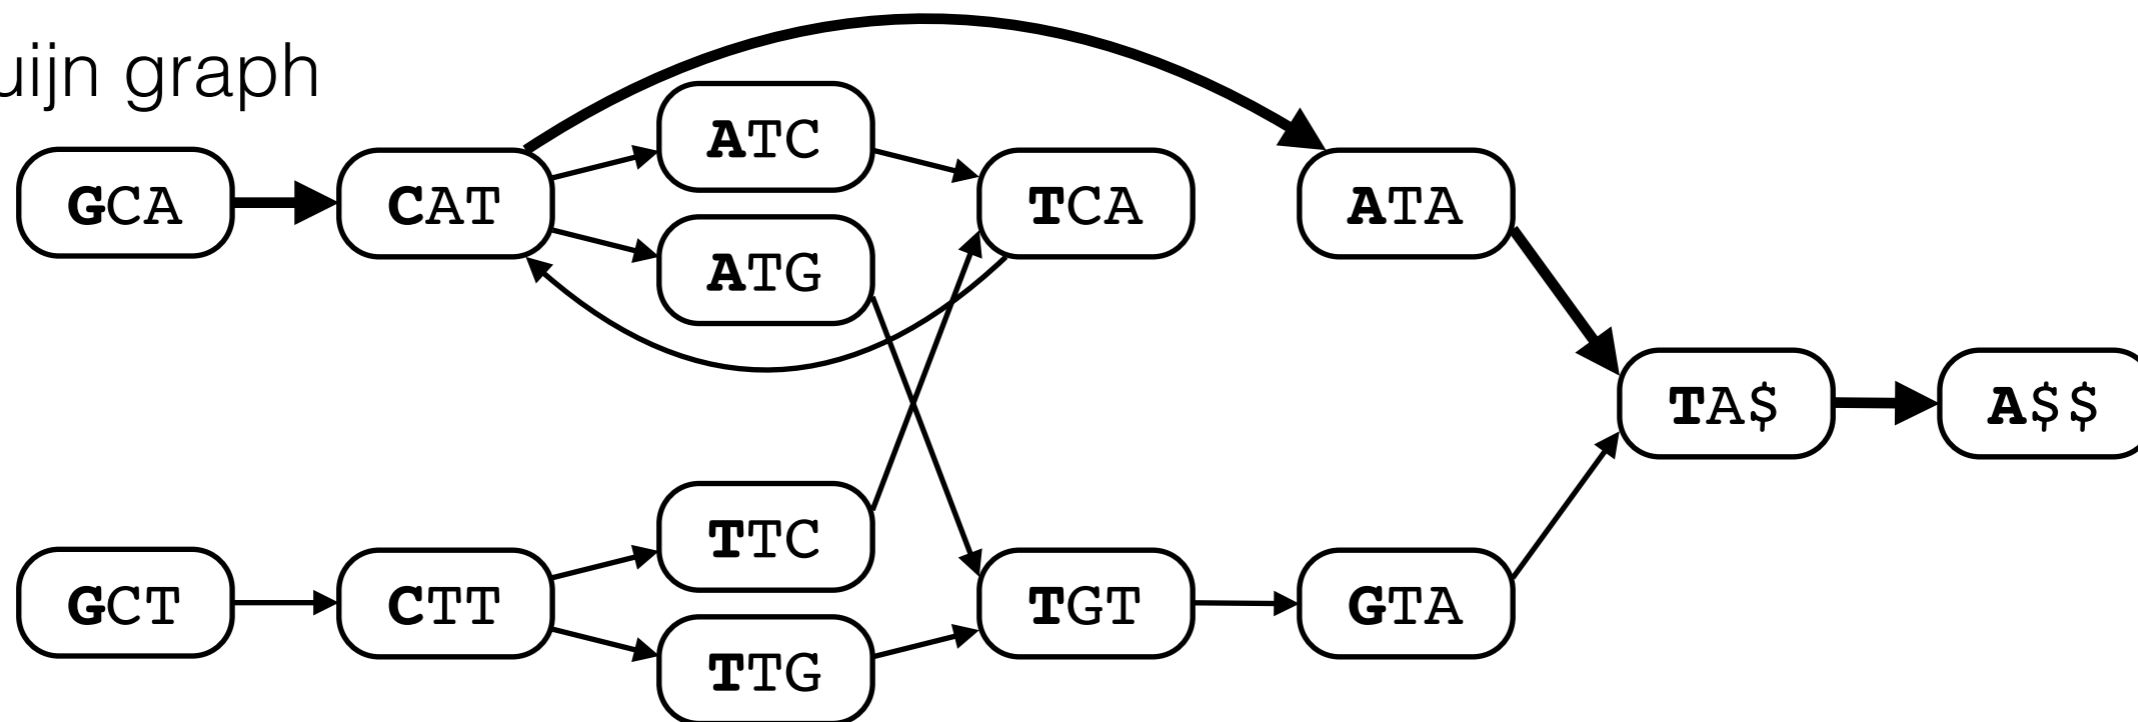 uijn graph
ATC
GCA CAT TCA ATA
ATG
TA$ A$$
TTC
GCT CTT TGT GTA
TTG